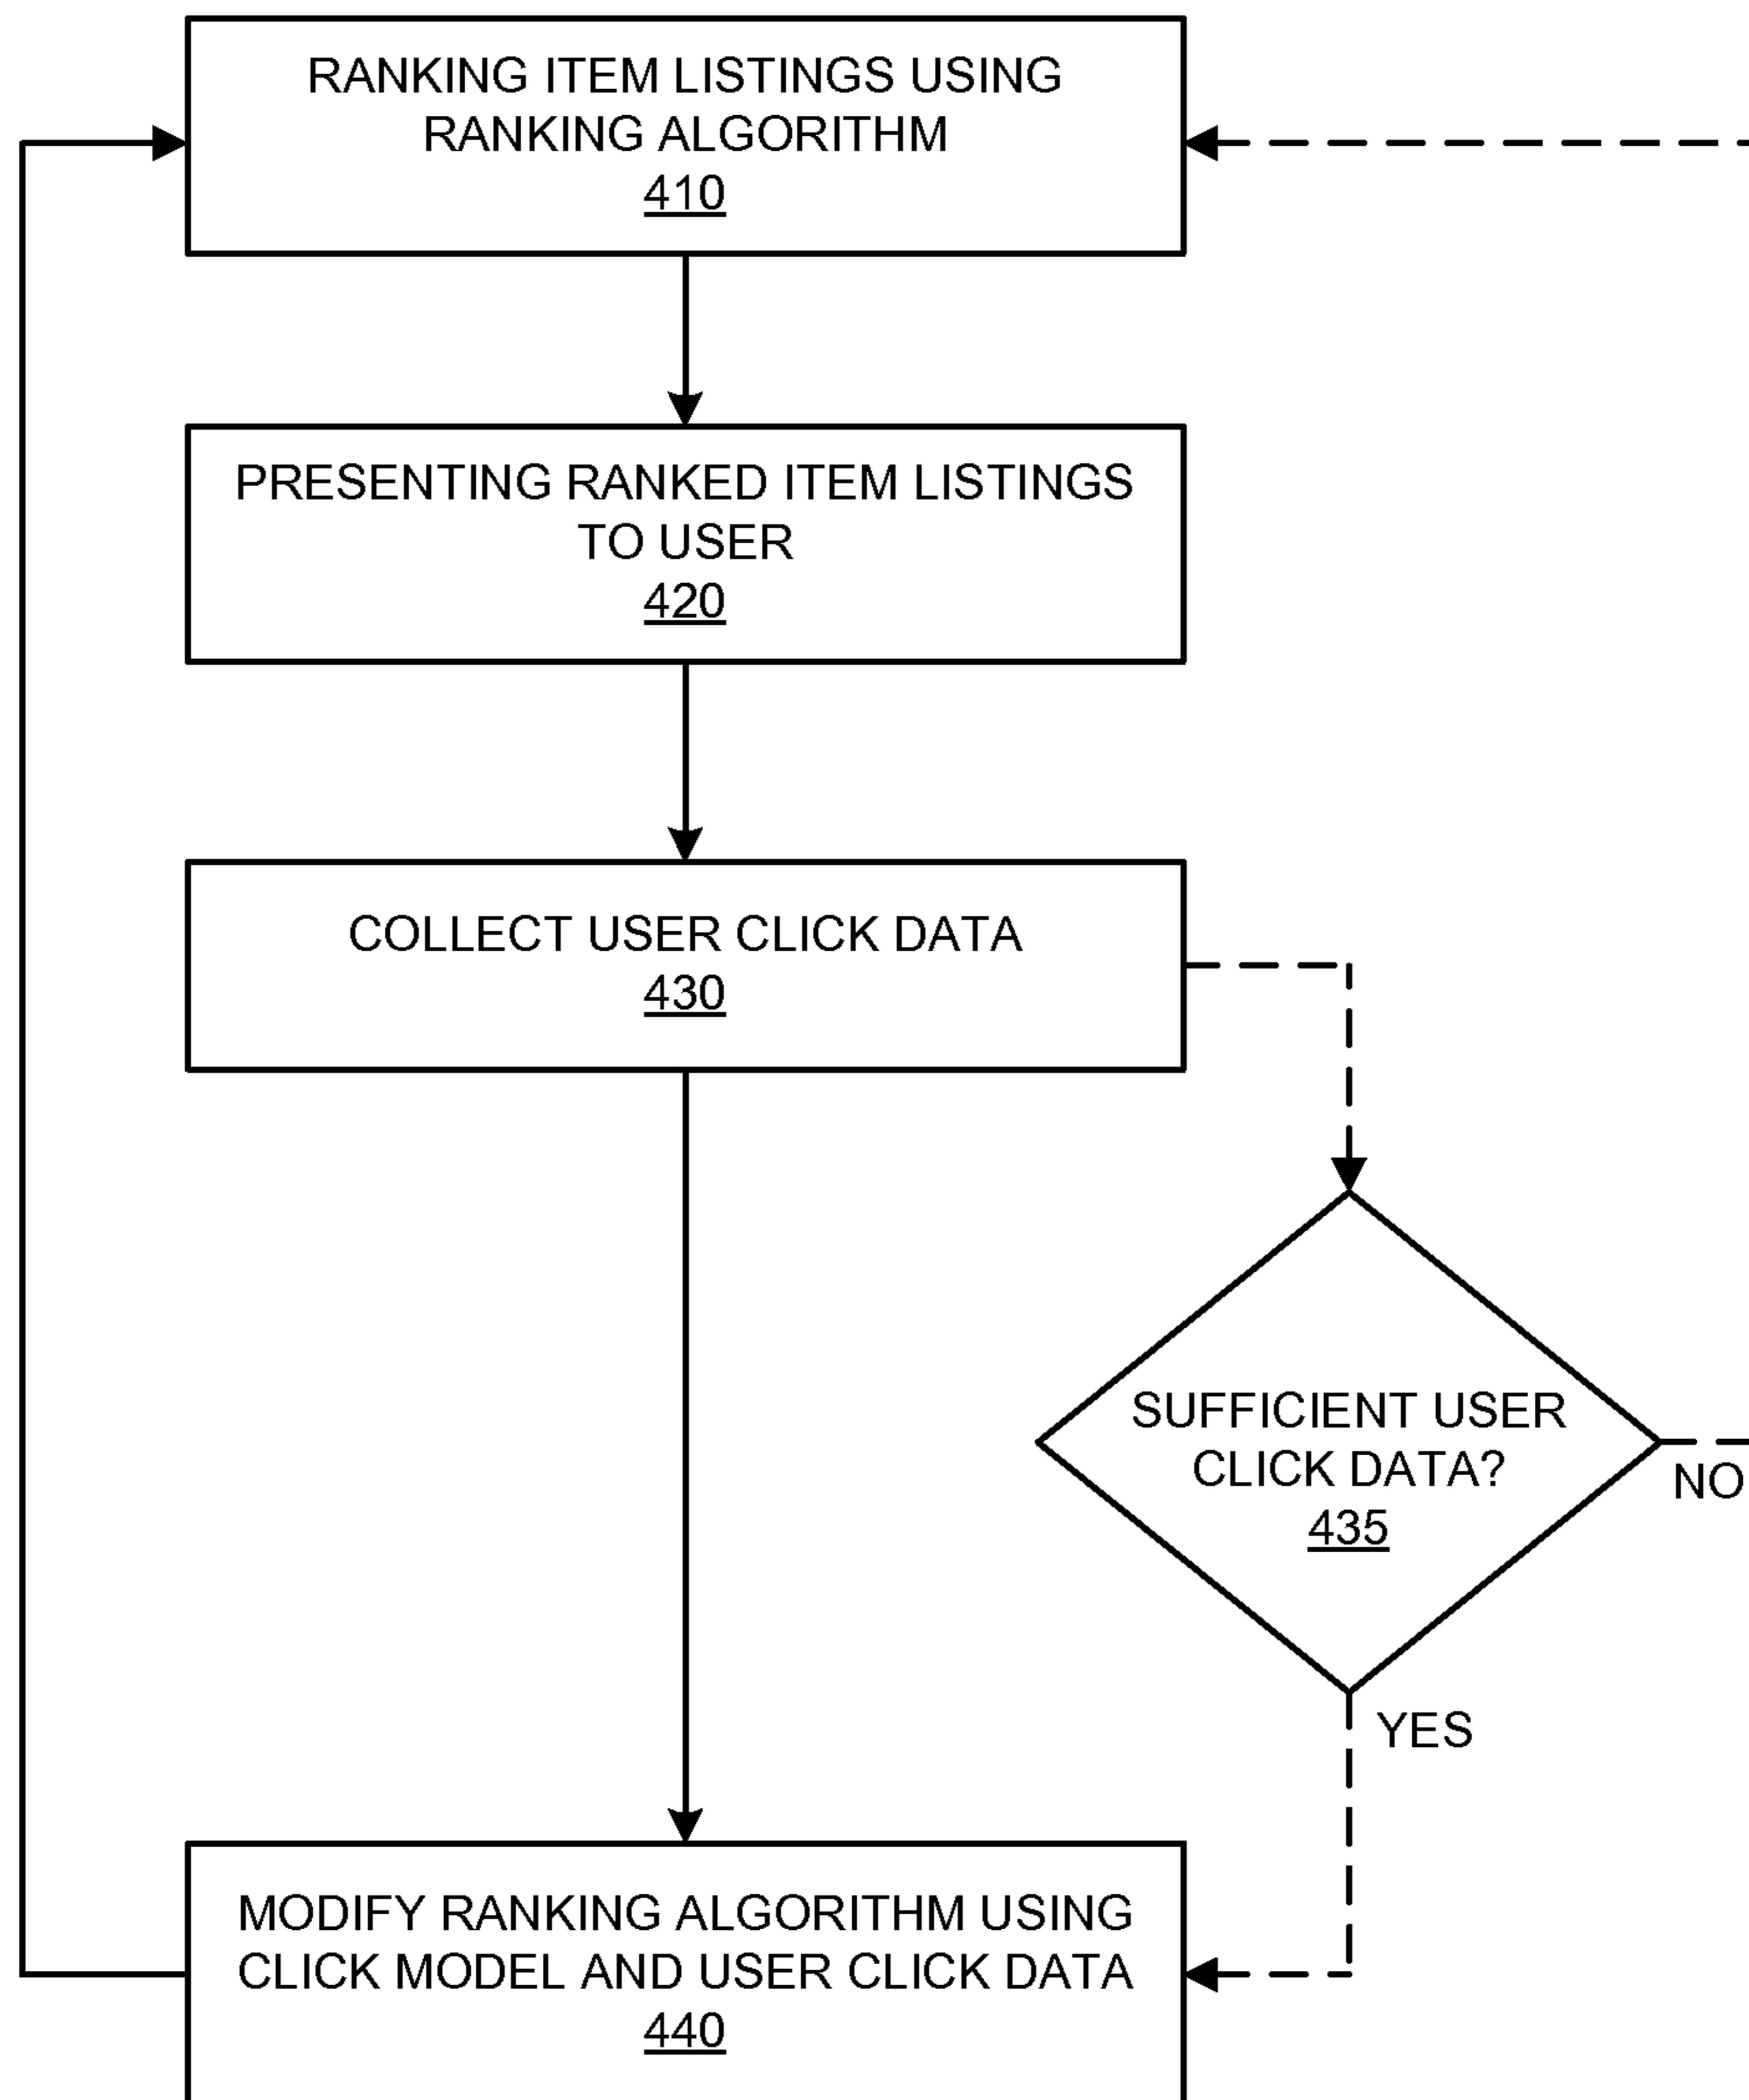 RANKING ITEM LISTINGS USING
RANKING ALGORITHM
410
PRESENTING RANKED ITEM LISTINGS
TO USER
420
COLLECT USER CLICK DATA
430
SUFFICIENT USER
CLICK DATA?
435
NO
YES
MODIFY RANKING ALGORITHM USING
CLICK MODEL AND USER CLICK DATA
440